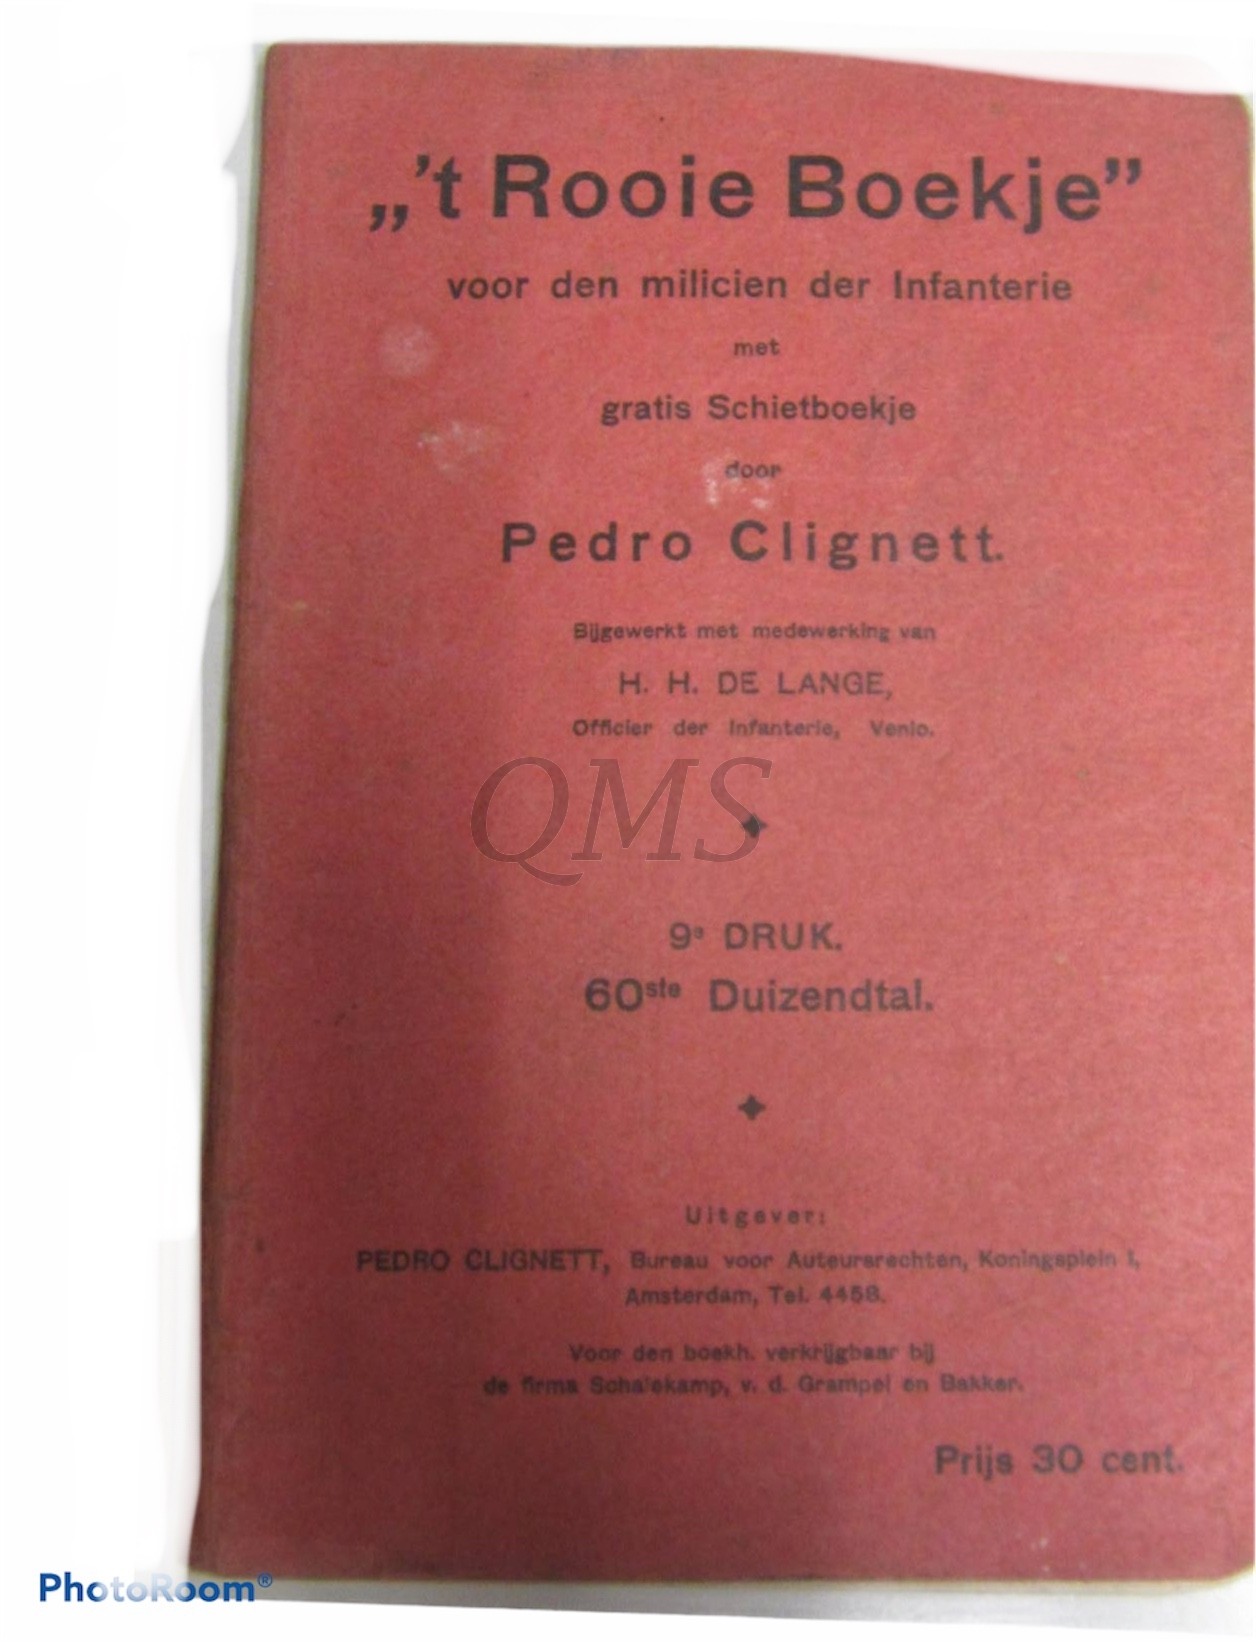 „'t Rooie Boekje”
voor den milicien der Infanterie
met
gratis Schietboekje
door
Pedro Clignett.
Bijgewerkt met medewerking van
H. H. DE LANGE,
Officier der Infanterie, Venlo.
QMS
9e DRUK.
60ste Duizendtal.
Uitgever:
PEDRO CLIGNETT, Bureau voor Auteursrechten, Koningsplein 1,
Amsterdam, Tel. 4458.
Voor den boekh. verkrijgbaar bij
de firma Schalekamp, v. d. Grampel en Bakker.
Prijs 30 cent.
PhotoRoom®